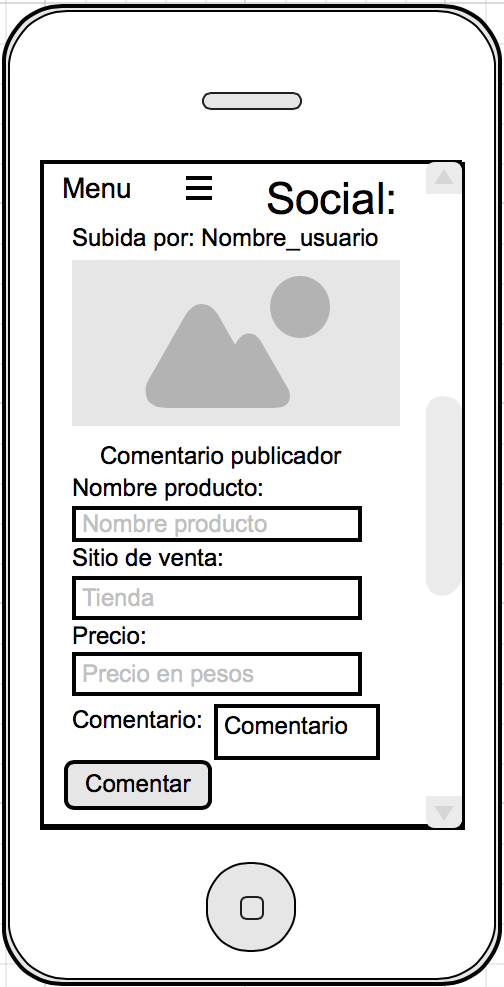 Menu ☰ Social:
Subida por: Nombre_usuario
Comentario publicador
Nombre producto:
Nombre producto
Sitio de venta:
Tienda
Precio:
Precio en pesos
Comentario: Comentario
Comentar